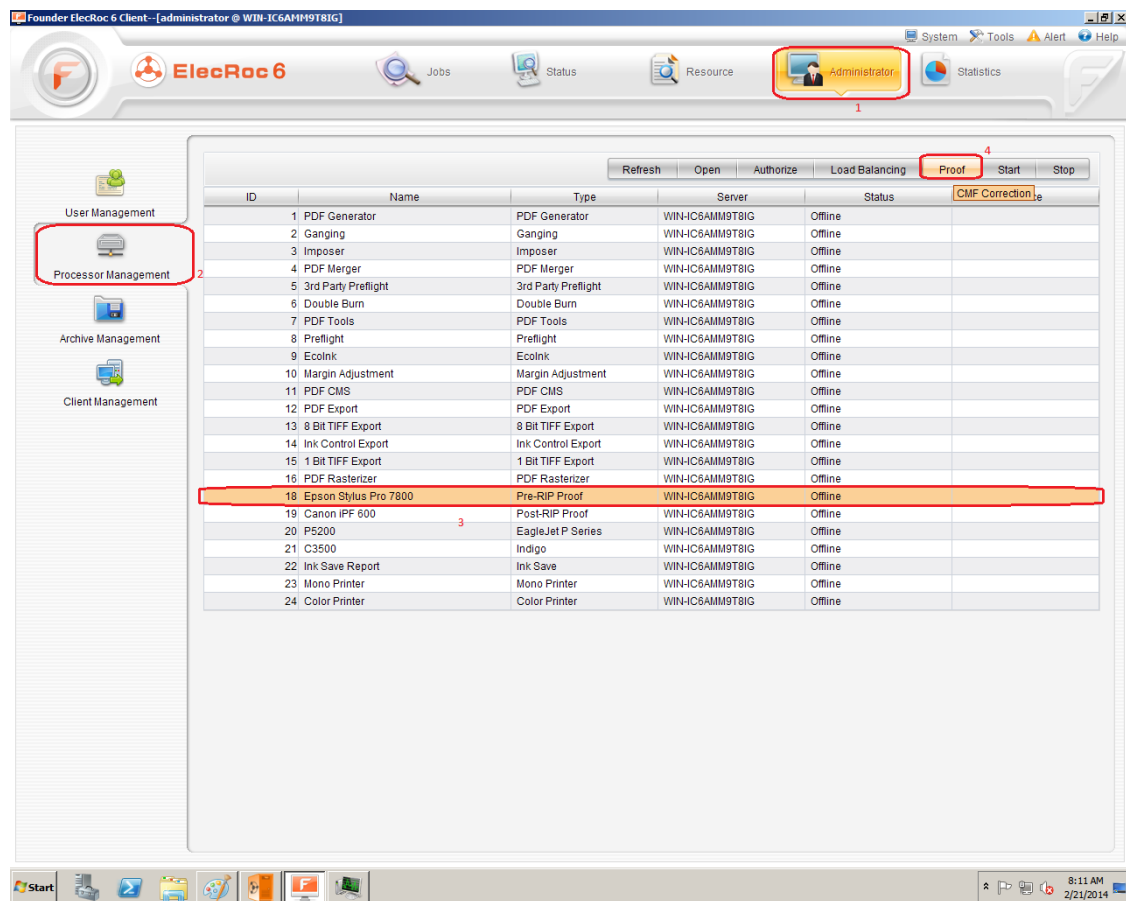 Founder ElecRoc 6 Client--[administrator @ WIN-IC6AMM9T8IG]
System Tools Alert Help
ElecRoc 6 Jobs Status Resource Administrator Statistics
1
4
Refresh Open Authorize Load Balancing Proof Start Stop
CMF Correction
ID Name Type Server Status
1 PDF Generator PDF Generator WIN-IC6AMM9T8IG Offline
2 Ganging Ganging WIN-IC6AMM9T8IG Offline
3 Imposer Imposer WIN-IC6AMM9T8IG Offline
4 PDF Merger PDF Merger WIN-IC6AMM9T8IG Offline
5 3rd Party Preflight 3rd Party Preflight WIN-IC6AMM9T8IG Offline
6 Double Burn Double Burn WIN-IC6AMM9T8IG Offline
7 PDF Tools PDF Tools WIN-IC6AMM9T8IG Offline
8 Preflight Preflight WIN-IC6AMM9T8IG Offline
9 EcoInk EcoInk WIN-IC6AMM9T8IG Offline
10 Margin Adjustment Margin Adjustment WIN-IC6AMM9T8IG Offline
11 PDF CMS PDF CMS WIN-IC6AMM9T8IG Offline
12 PDF Export PDF Export WIN-IC6AMM9T8IG Offline
13 8 Bit TIFF Export 8 Bit TIFF Export WIN-IC6AMM9T8IG Offline
14 Ink Control Export Ink Control Export WIN-IC6AMM9T8IG Offline
15 1 Bit TIFF Export 1 Bit TIFF Export WIN-IC6AMM9T8IG Offline
16 PDF Rasterizer PDF Rasterizer WIN-IC6AMM9T8IG Offline
18 Epson Stylus Pro 7800 Pre-RIP Proof WIN-IC6AMM9T8IG Offline
19 Canon iPF 600 Post-RIP Proof WIN-IC6AMM9T8IG Offline
3
20 P5200 EagleJet P Series WIN-IC6AMM9T8IG Offline
21 C3500 Indigo WIN-IC6AMM9T8IG Offline
22 Ink Save Report Ink Save WIN-IC6AMM9T8IG Offline
23 Mono Printer Mono Printer WIN-IC6AMM9T8IG Offline
24 Color Printer Color Printer WIN-IC6AMM9T8IG Offline
User Management
Processor Management
2
Archive Management
Client Management
Start
8:11 AM
2/21/2014